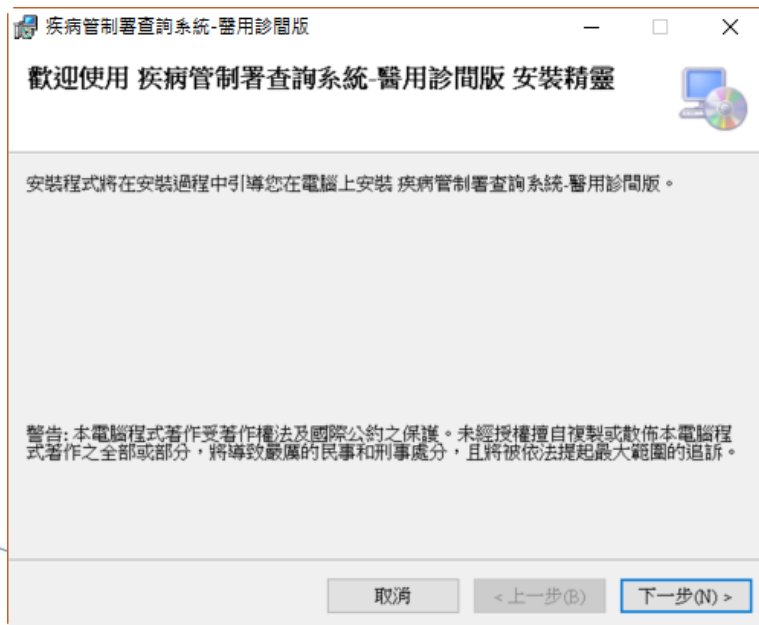 疾病管制署查詢系統-醫用診間版
歡迎使用 疾病管制署查詢系統-醫用診間版 安裝精靈
安裝程式將在安裝過程中引導您在電腦上安裝 疾病管制署查詢系統-醫用診間版。
警告: 本電腦程式著作受著作權法及國際公約之保護。未經授權擅自複製或散佈本電腦程
式著作之全部或部分，將導致嚴厲的民事和刑事處分，且將被依法提起最大範圍的追訴。
取消 <上一步(B) 下一步(N) >